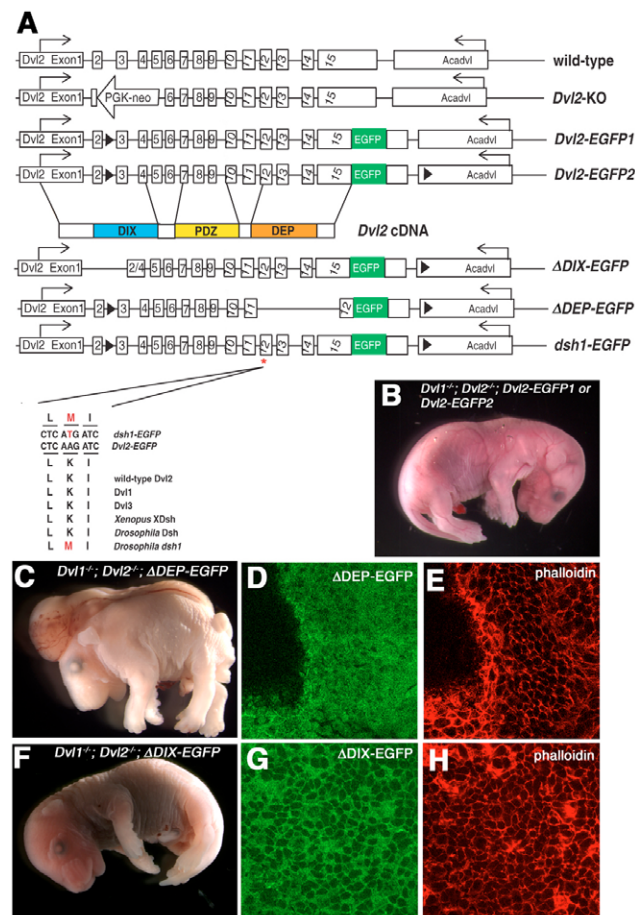 A
Dvl2 Exon1 2 3 4 5 6 7 8 9 10 11 12 13 14 15 Acadvl wild-type
Dvl2 Exon1 PGK-neo 6 7 8 9 10 11 12 13 14 15 Acadvl Dvl2-KO
Dvl2 Exon1 2 3 4 5 6 7 8 9 10 11 12 13 14 15 EGFP Acadvl Dvl2-EGFP1
Dvl2 Exon1 2 3 4 5 6 7 8 9 10 11 12 13 14 15 EGFP Acadvl Dvl2-EGFP2
DIX PDZ DEP Dvl2 cDNA
Dvl2 Exon1 2/4 5 6 7 8 9 10 11 12 13 14 15 EGFP Acadvl ΔDIX-EGFP
Dvl2 Exon1 2 3 4 5 6 7 8 9 10 11 12 EGFP Acadvl ΔDEP-EGFP
Dvl2 Exon1 2 3 4 5 6 7 8 9 10 11 12 13 14 15 EGFP Acadvl dsh1-EGFP
*
L M I
CTC ATG ATC dsh1-EGFP
CTC AAG ATC Dvl2-EGFP
L K I
L K I wild-type Dvl2
L K I Dvl1
L K I Dvl3
L K I Xenopus XDsh
L K I Drosophila Dsh
L M I Drosophila dsh1
B Dvl1-/-; Dvl2-/-; Dvl2-EGFP1 or
Dvl2-EGFP2
C Dvl1-/-; Dvl2-/-; ΔDEP-EGFP
D ΔDEP-EGFP
E phalloidin
F Dvl1-/-; Dvl2-/-; ΔDIX-EGFP
G ΔDIX-EGFP
H phalloidin